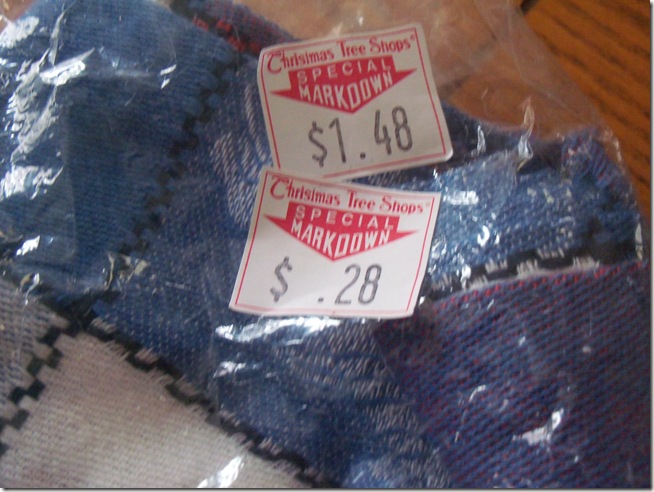 Christmas Tree Shops®
SPECIAL
MARKDOWN
$1.48
Christmas Tree Shops®
SPECIAL
MARKDOWN
$ .28